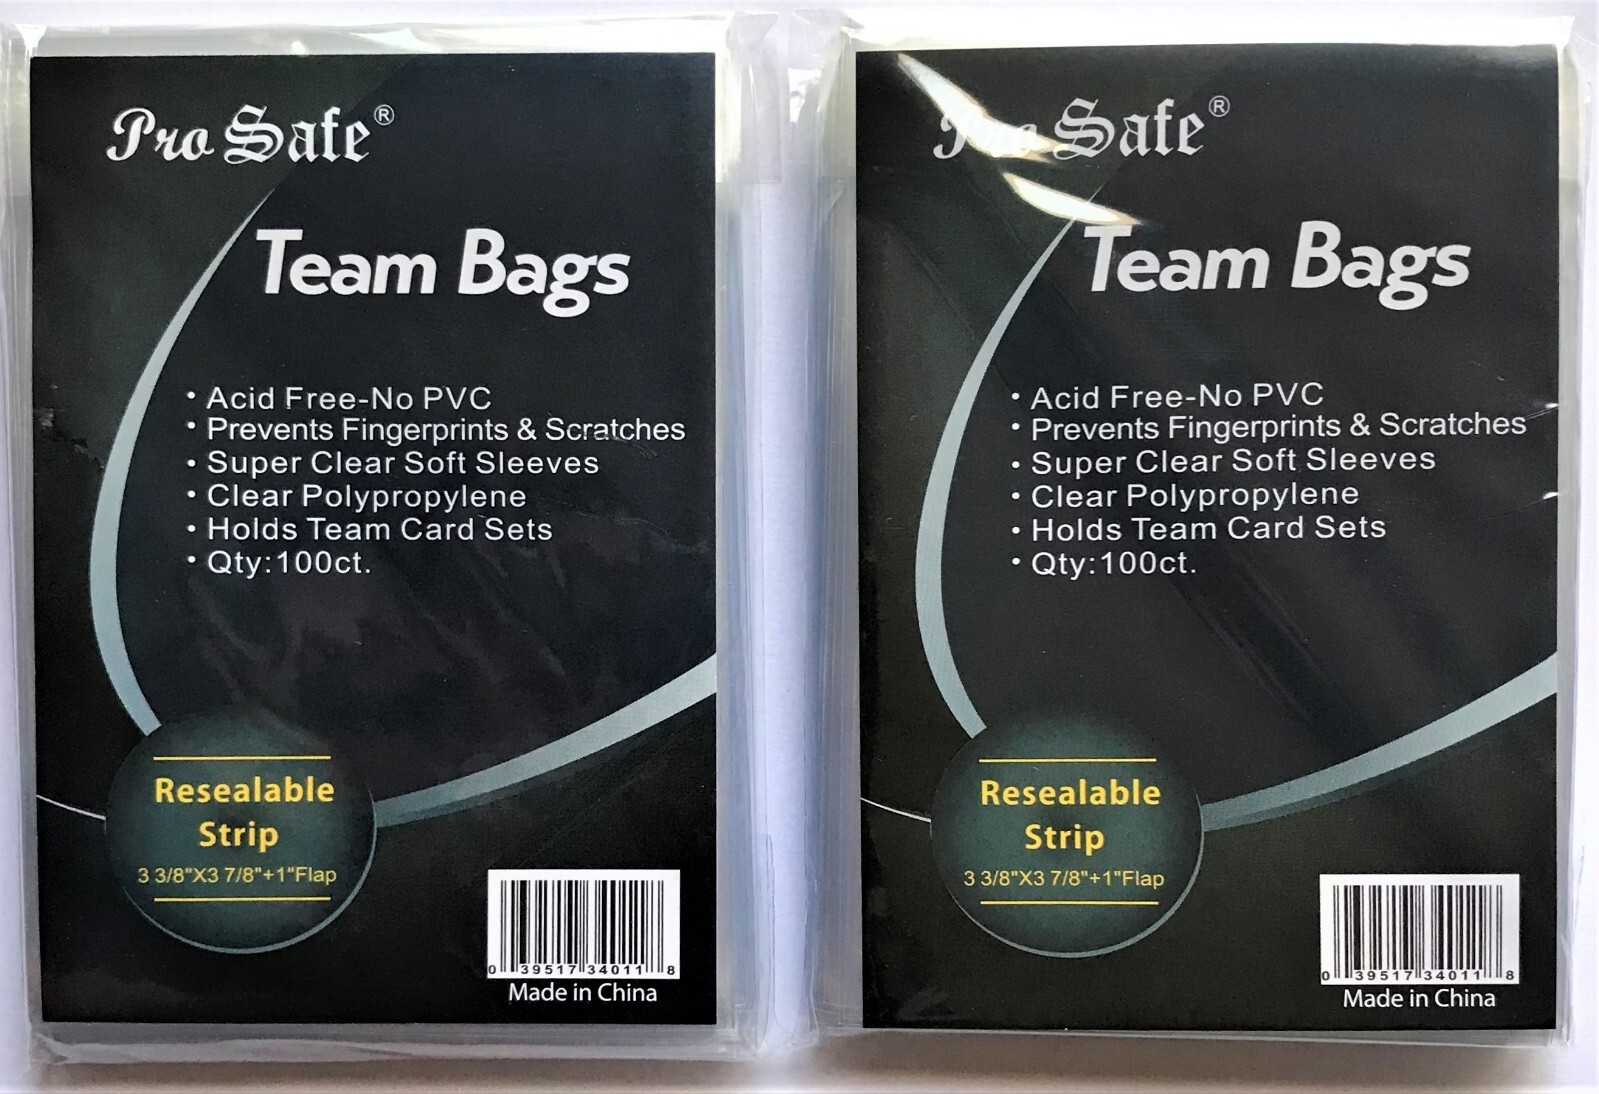 Pro Safe®
Team Bags
• Acid Free-No PVC
• Prevents Fingerprints & Scratches
• Super Clear Soft Sleeves
• Clear Polypropylene
• Holds Team Card Sets
• Qty:100ct.
Resealable
Strip
3 3/8"X3 7/8"+1"Flap
0 39517 34011 8
Made in China
Pro Safe®
Team Bags
• Acid Free-No PVC
• Prevents Fingerprints & Scratches
• Super Clear Soft Sleeves
• Clear Polypropylene
• Holds Team Card Sets
• Qty:100ct.
Resealable
Strip
3 3/8"X3 7/8"+1"Flap
0 39517 34011 8
Made in China